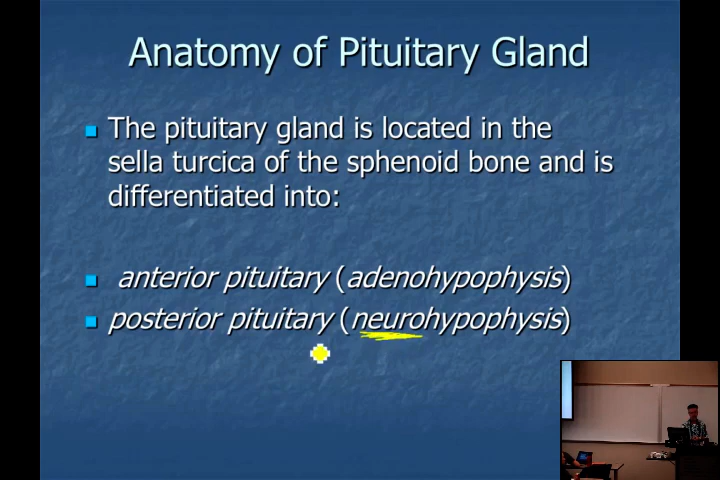 Anatomy of Pituitary Gland
The pituitary gland is located in the
sella turcica of the sphenoid bone and is
differentiated into:
anterior pituitary (adenohypophysis)
posterior pituitary (neurohypophysis)